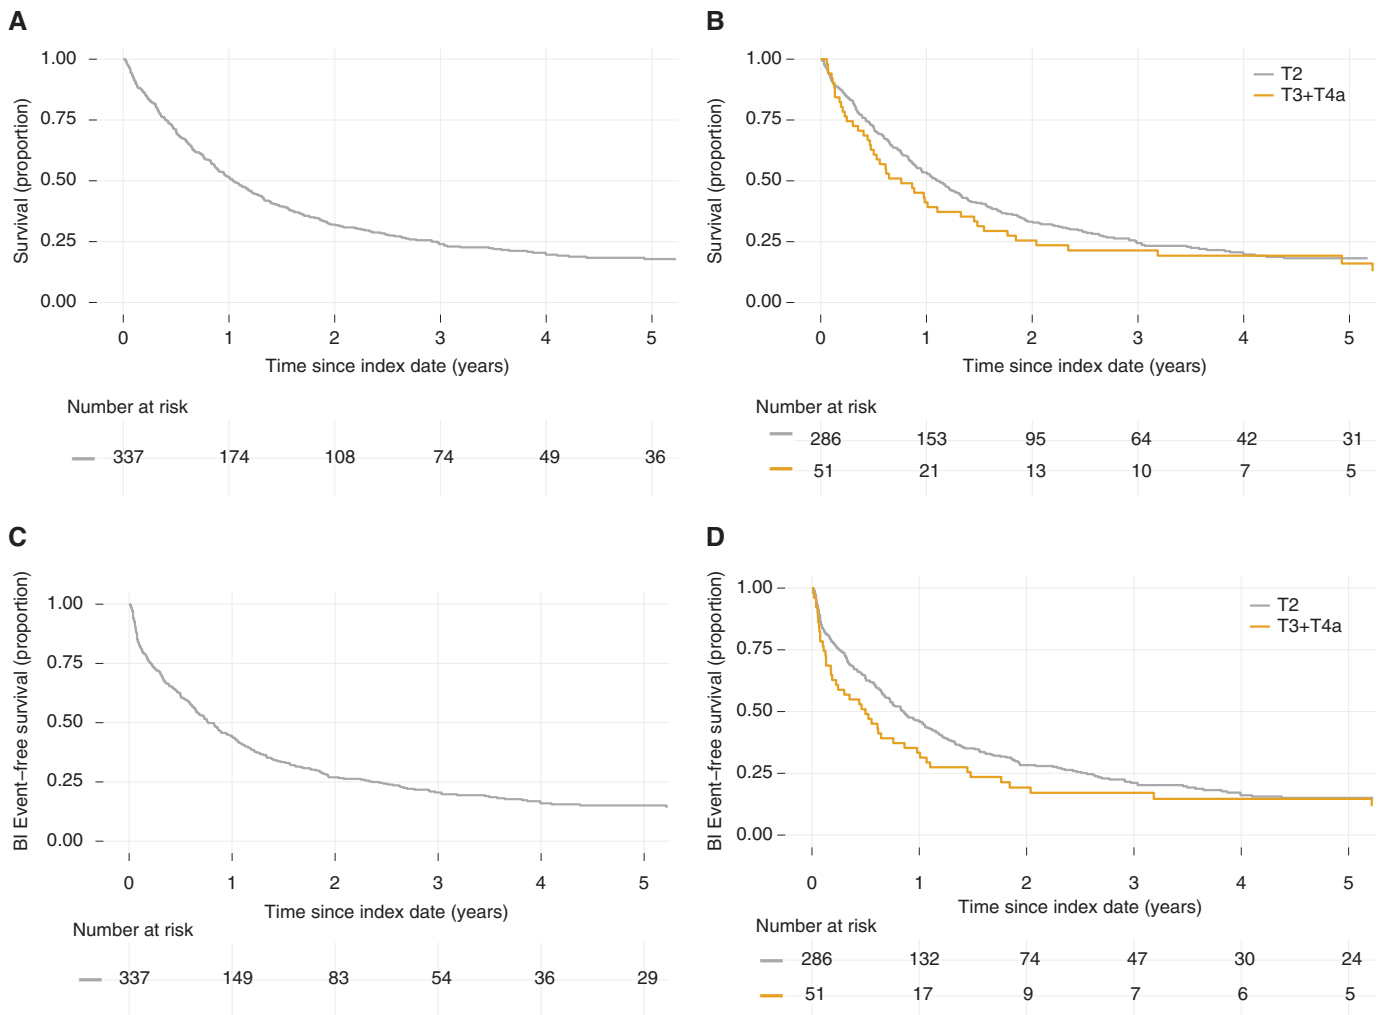 A
Survival (proportion)
1.00
0.75
0.50
0.25
0.00
0 1 2 3 4 5
Time since index date (years)
Number at risk
337 174 108 74 49 36
B
Survival (proportion)
1.00
0.75
0.50
0.25
0.00
T2
T3+T4a
0 1 2 3 4 5
Time since index date (years)
Number at risk
286 153 95 64 42 31
51 21 13 10 7 5
C
BI Event–free survival (proportion)
1.00
0.75
0.50
0.25
0.00
0 1 2 3 4 5
Time since index date (years)
Number at risk
337 149 83 54 36 29
D
BI Event–free survival (proportion)
1.00
0.75
0.50
0.25
0.00
T2
T3+T4a
0 1 2 3 4 5
Time since index date (years)
Number at risk
286 132 74 47 30 24
51 17 9 7 6 5